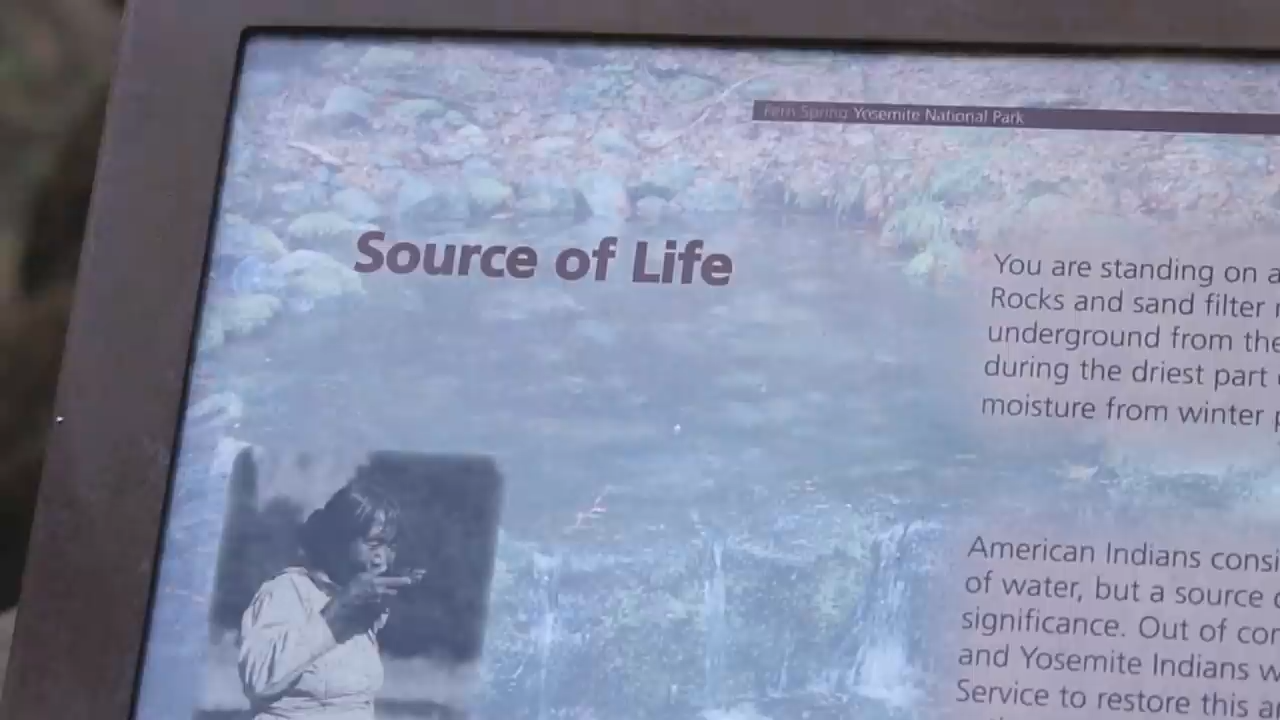 Fern Spring Yosemite National Park
Source of Life
You are standing on a
Rocks and sand filter
underground from the
during the driest part
moisture from winter
American Indians consi
of water, but a source
significance. Out of con
and Yosemite Indians w
Service to restore this a